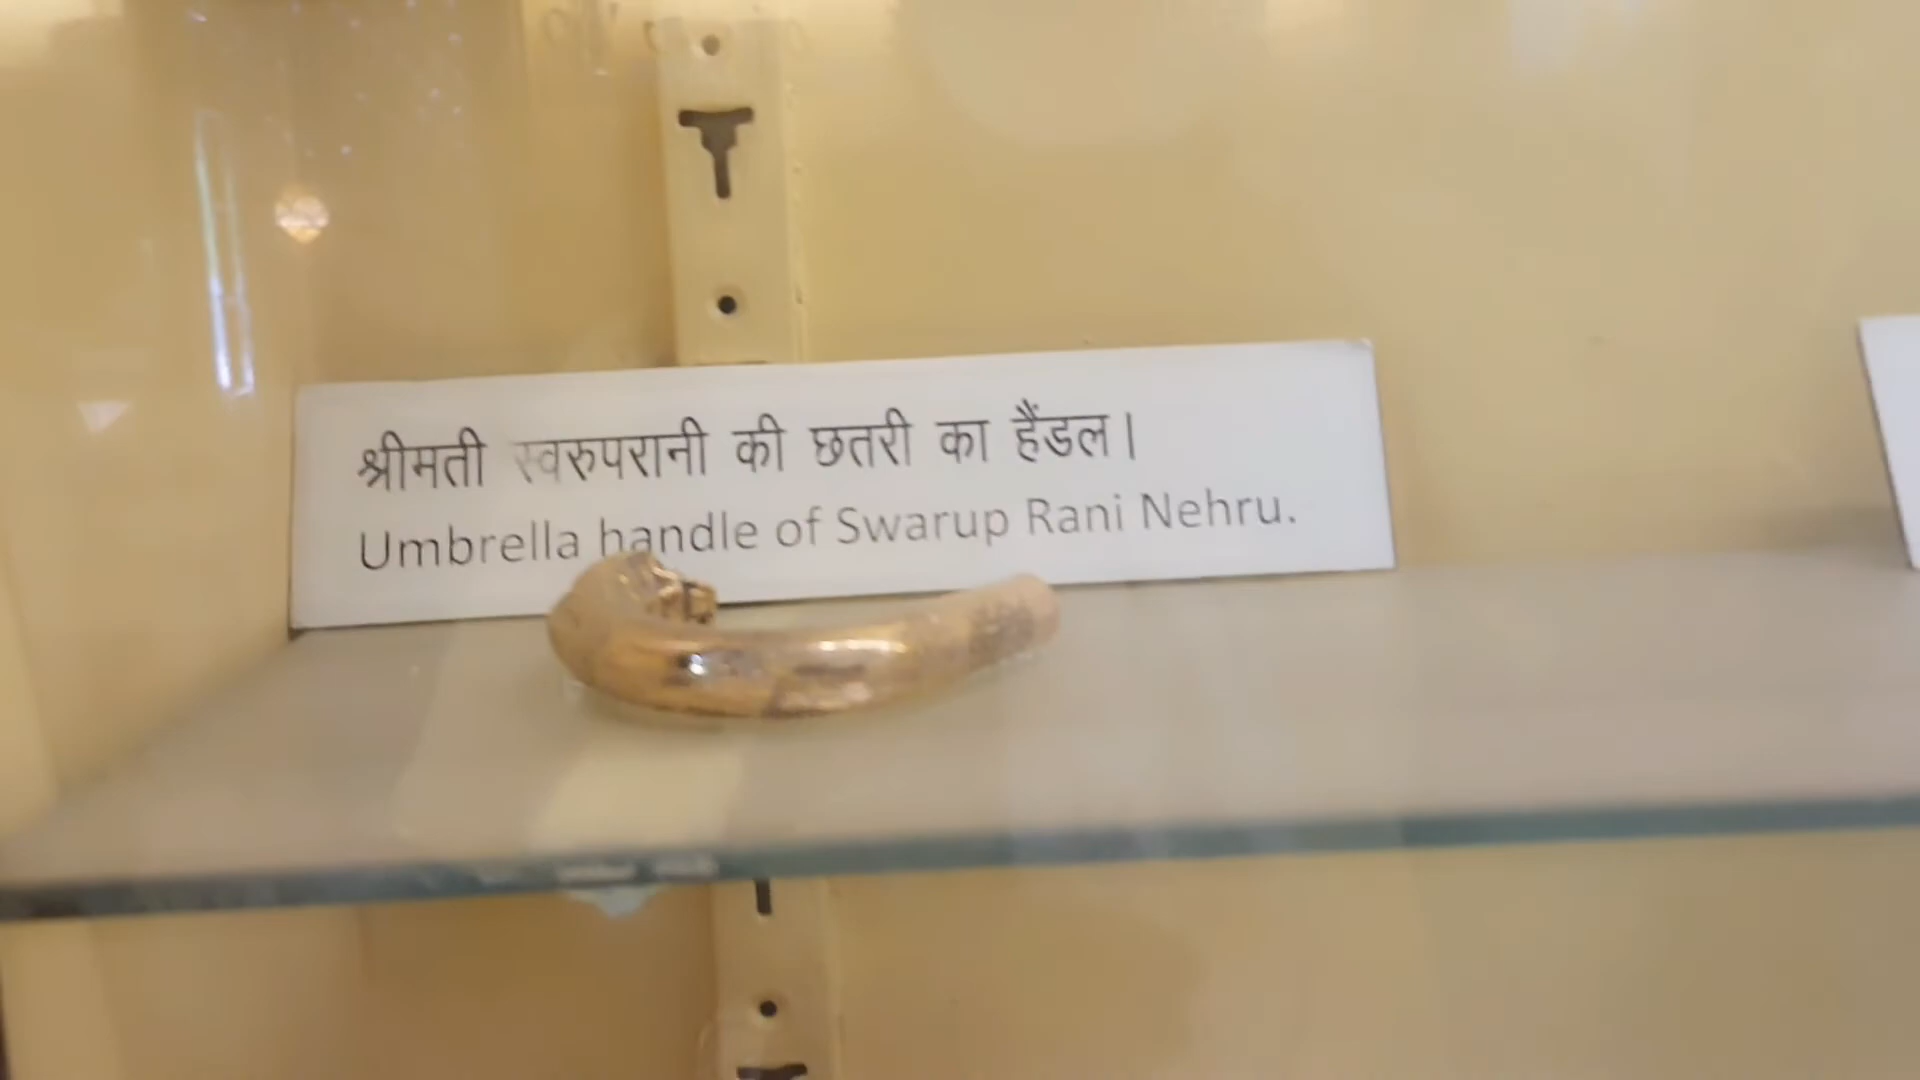 श्रीमती स्वरुपरानी की छतरी का हैंडल।
Umbrella handle of Swarup Rani Nehru.